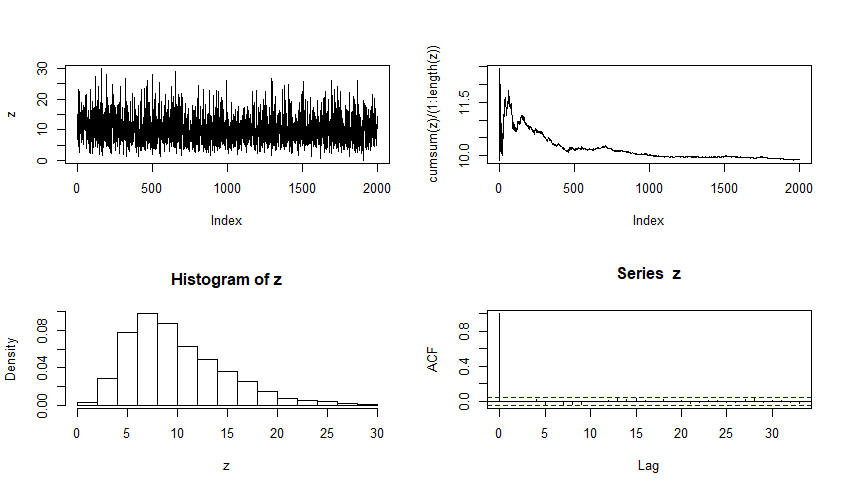 z
0 10 20 30
0 500 1000 1500 2000
Index
cumsum(z)/(1:length(z))
10.0 11.5
0 500 1000 1500 2000
Index
Histogram of z
Density
0.00 0.04 0.08
0 5 10 15 20 25 30
z
Series z
ACF
0.0 0.4 0.8
0 5 10 15 20 25 30
Lag